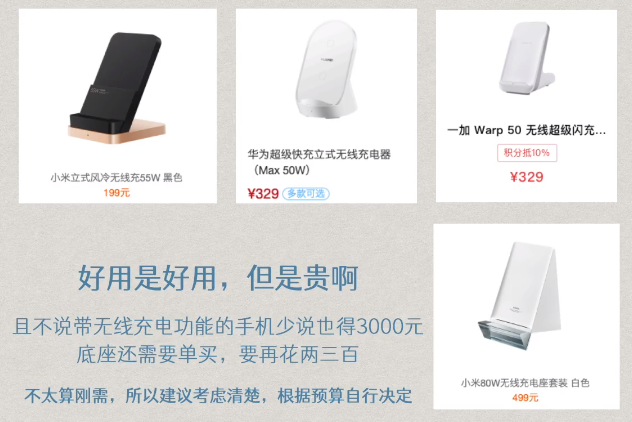 小米立式风冷无线充55W 黑色
199元
华为超级快充立式无线充电器
（Max 50W）
¥329 多款可选
一加 Warp 50 无线超级闪充...
积分抵10%
¥329
好用是好用，但是贵啊
且不说带无线充电功能的手机少说也得3000元
底座还需要单买，要再花两三百
不太算刚需，所以建议考虑清楚，根据预算自行决定
小米80W无线充电座套装 白色
499元